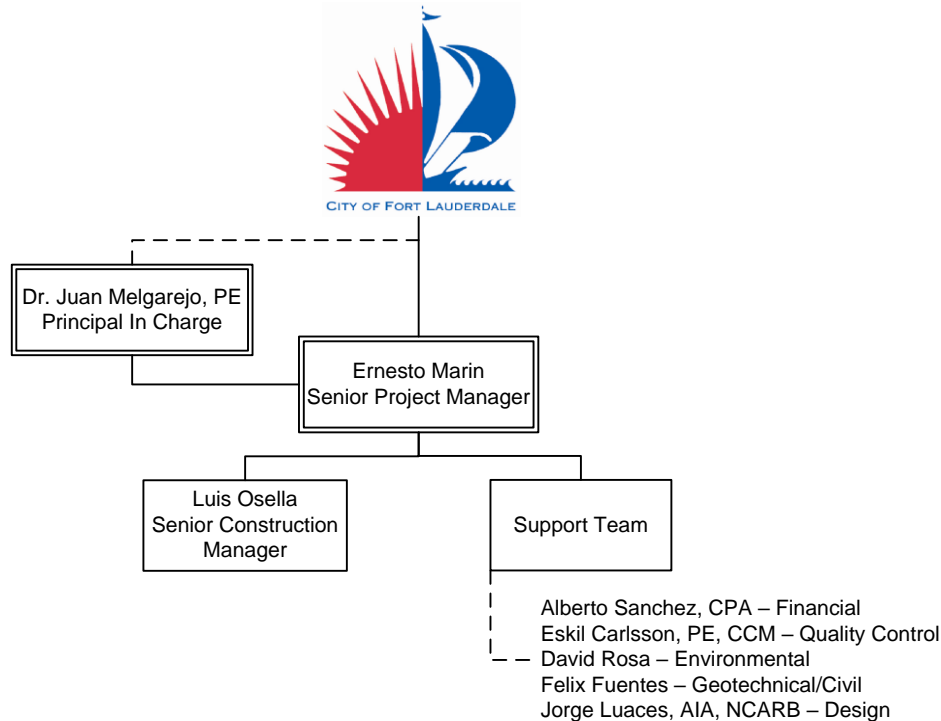 CITY OF FORT LAUDERDALE
Dr. Juan Melgarejo, PE
Principal In Charge
Ernesto Marin
Senior Project Manager
Luis Osella
Senior Construction
Manager
Support Team
Alberto Sanchez, CPA – Financial
Eskil Carlsson, PE, CCM – Quality Control
David Rosa – Environmental
Felix Fuentes – Geotechnical/Civil
Jorge Luaces, AIA, NCARB – Design